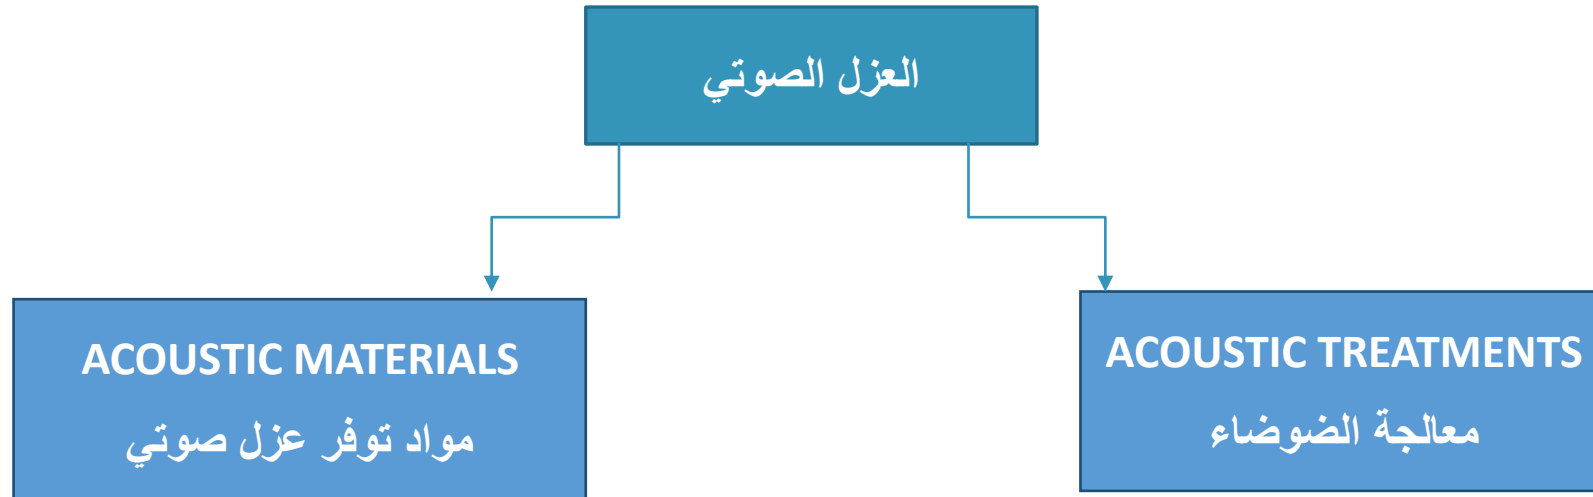 العزل الصوتي
ACOUSTIC MATERIALS
مواد توفر عزل صوتي
ACOUSTIC TREATMENTS
معالجة الضوضاء